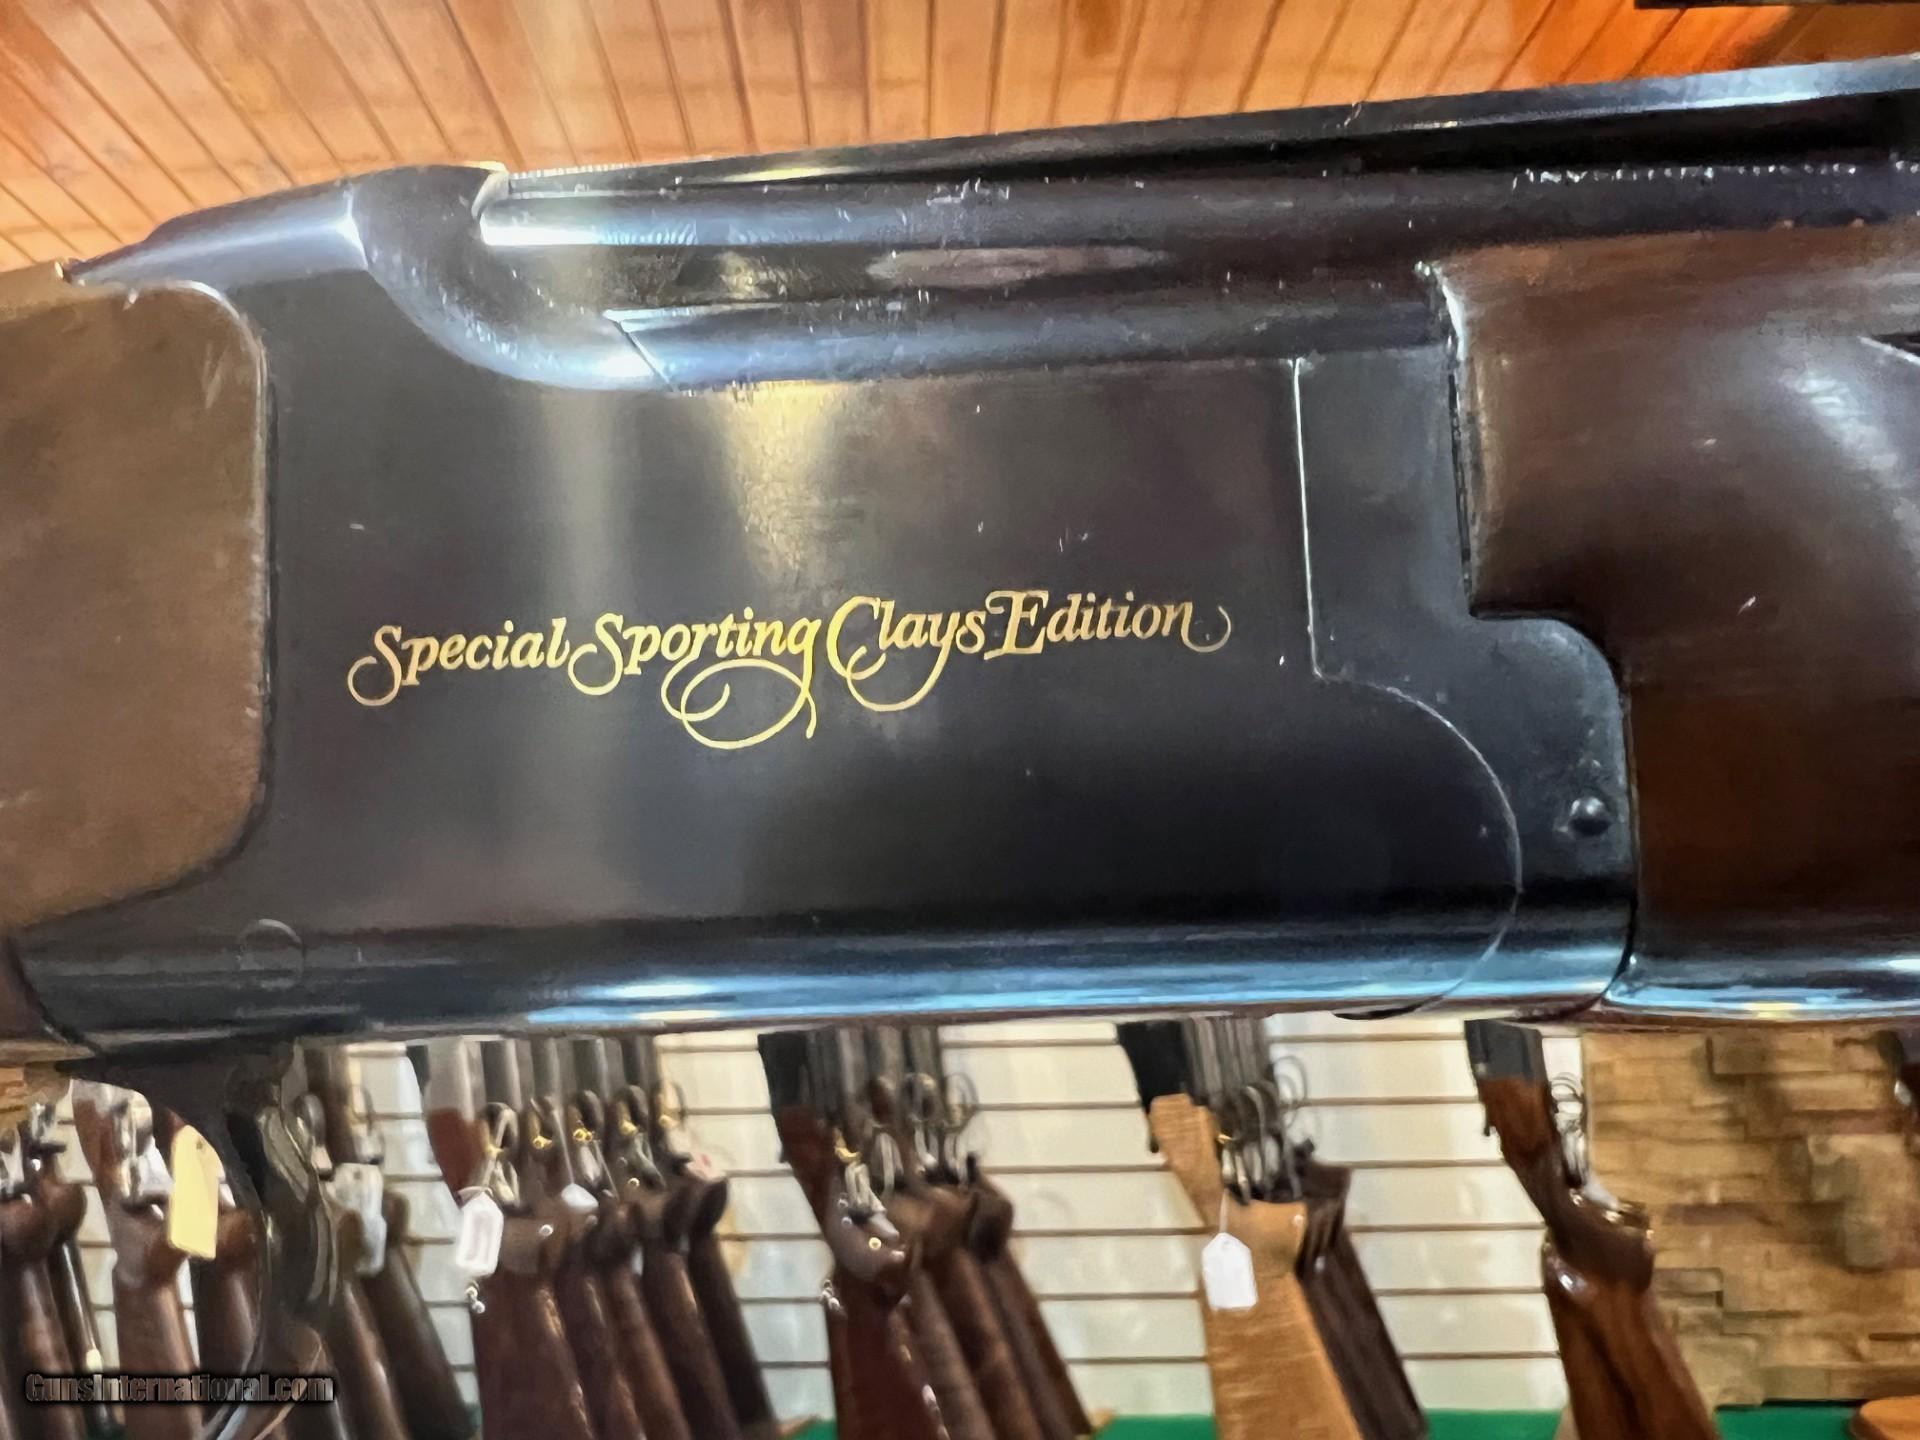 Special Sporting Clays Edition
GunsInternational.com